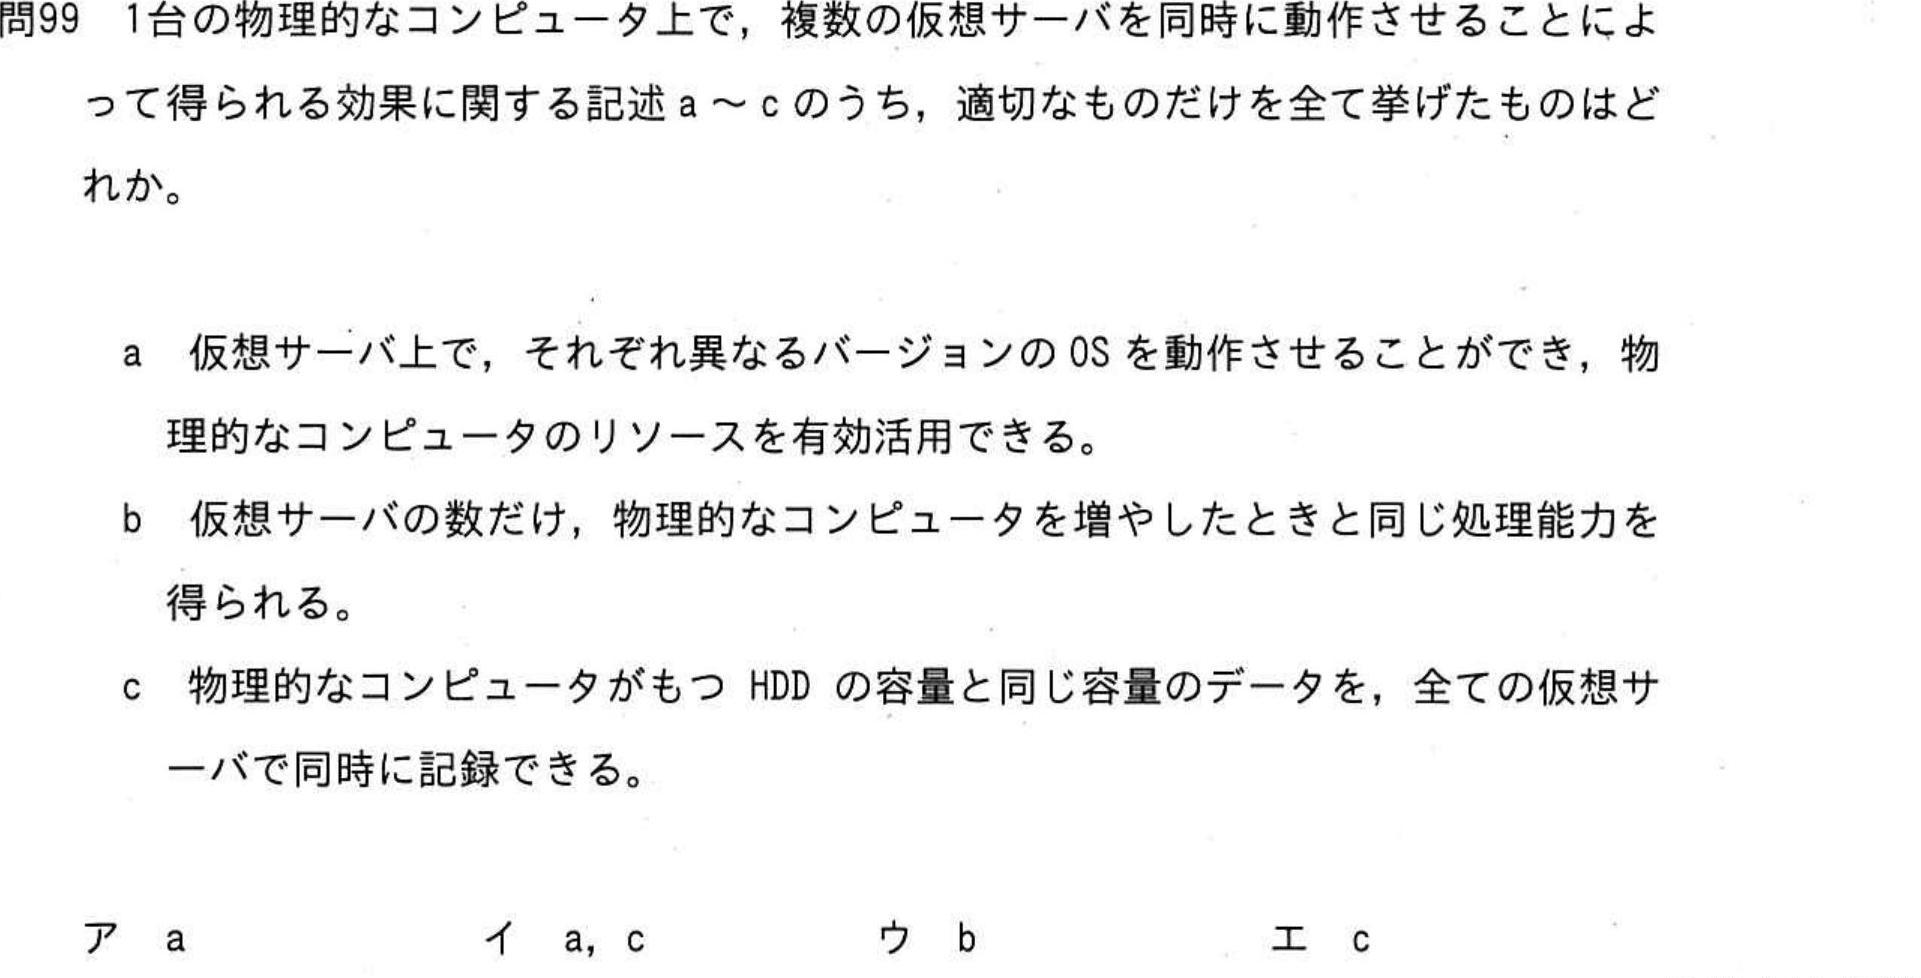 問99 1台の物理的なコンピュータ上で，複数の仮想サーバを同時に動作させることによ
って得られる効果に関する記述 a ～ c のうち，適切なものだけを全て挙げたものはど
れか。
a 仮想サーバ上で，それぞれ異なるバージョンの OS を動作させることができ，物
理的なコンピュータのリソースを有効活用できる。
b 仮想サーバの数だけ，物理的なコンピュータを増やしたときと同じ処理能力を
得られる。
c 物理的なコンピュータがもつ HDD の容量と同じ容量のデータを，全ての仮想サ
ーバで同時に記録できる。
ア a イ a, c ウ b エ c